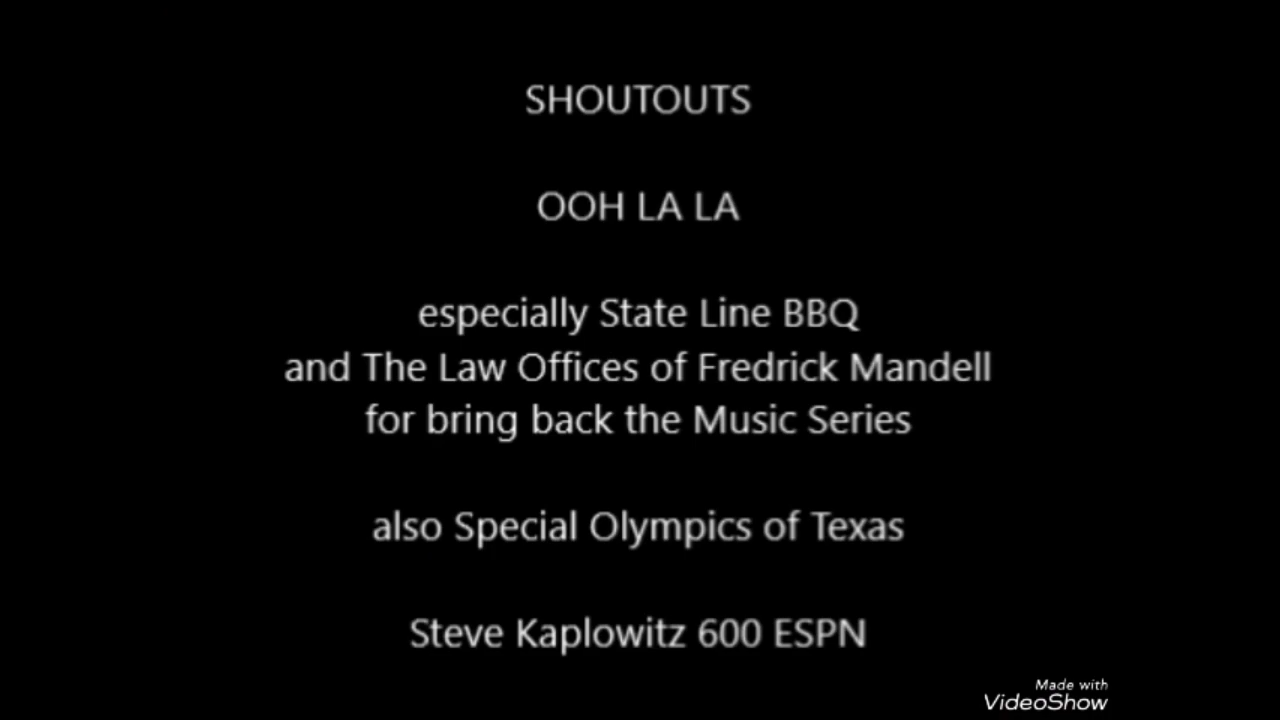 SHOUTOUTS
OOH LA LA
especially State Line BBQ
and The Law Offices of Fredrick Mandell
for bring back the Music Series
also Special Olympics of Texas
Steve Kaplowitz 600 ESPN
Made with
VideoShow